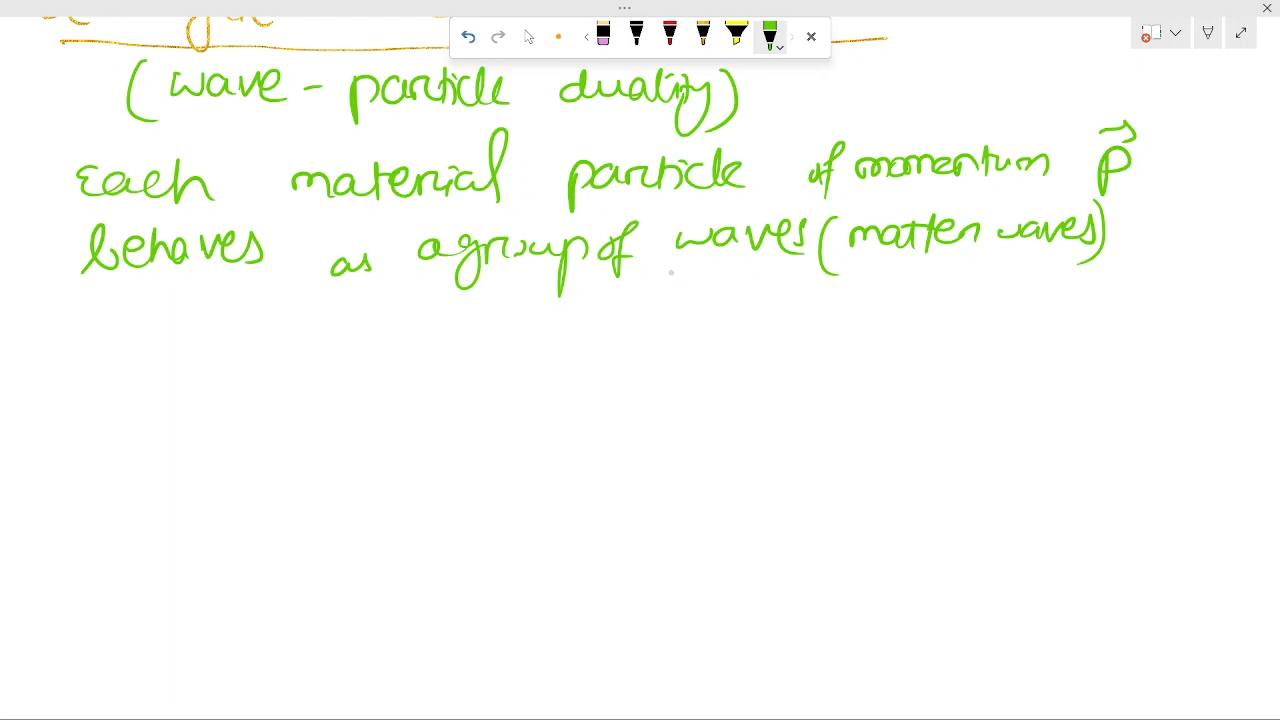 (wave - particle duality)
Each material particle of momentum p⃗
behaves as a group of waves (matter waves)